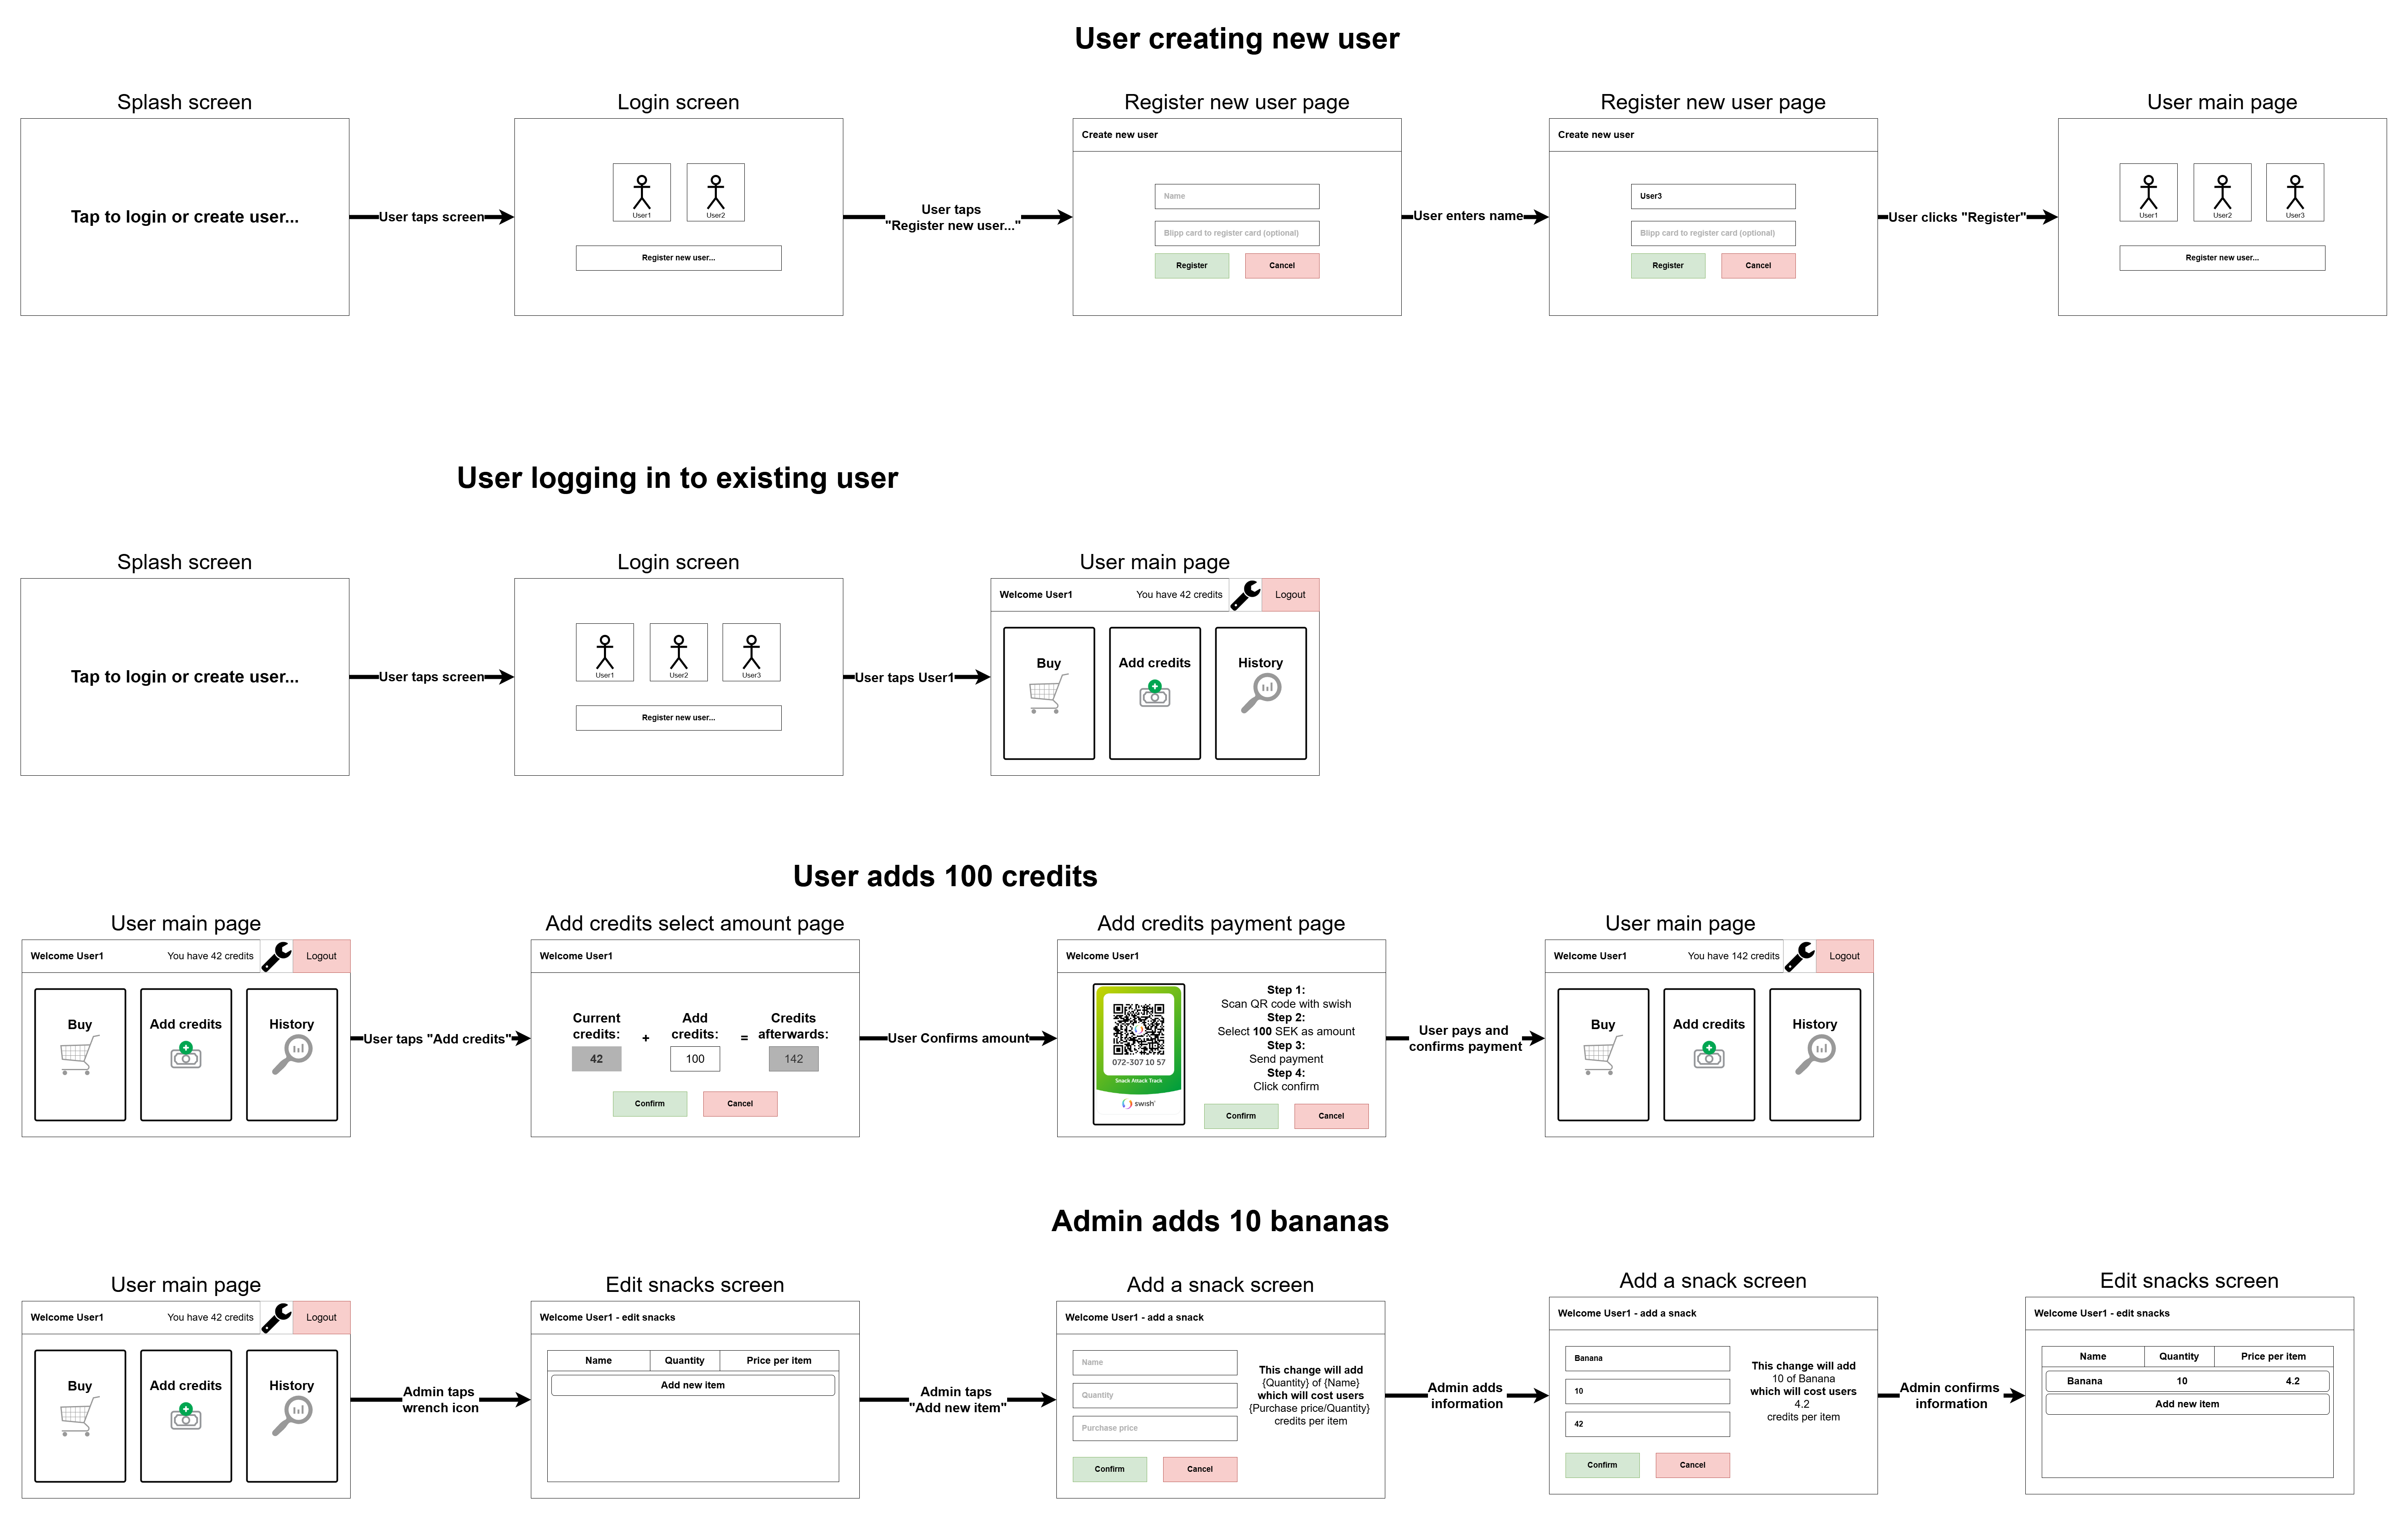 User creating new user
Splash screen
Login screen
Register new user page
Register new user page
User main page
Tap to login or create user...
User taps screen
User1
User2
Register new user...
User taps
"Register new user..."
Create new user
Name
Blipp card to register card (optional)
Register
Cancel
User enters name
Create new user
User3
Blipp card to register card (optional)
Register
Cancel
User clicks "Register"
User1
User2
User3
Register new user...
User logging in to existing user
Splash screen
Login screen
User main page
Tap to login or create user...
User taps screen
User1
User2
User3
Register new user...
User taps User1
Welcome User1
You have 42 credits
Logout
Buy
Add credits
History
User adds 100 credits
User main page
Add credits select amount page
Add credits payment page
User main page
Welcome User1
You have 42 credits
Logout
Buy
Add credits
History
User taps "Add credits"
Welcome User1
Current
credits:
42
+
Add
credits:
100
=
Credits
afterwards:
142
Confirm
Cancel
User Confirms amount
Welcome User1
072-307 10 57
Snack Attack Track
swish
Step 1:
Scan QR code with swish
Step 2:
Select 100 SEK as amount
Step 3:
Send payment
Step 4:
Click confirm
Confirm
Cancel
User pays and
confirms payment
Welcome User1
You have 142 credits
Logout
Buy
Add credits
History
Admin adds 10 bananas
User main page
Edit snacks screen
Add a snack screen
Add a snack screen
Edit snacks screen
Welcome User1
You have 42 credits
Logout
Buy
Add credits
History
Admin taps
wrench icon
Welcome User1 - edit snacks
Name
Quantity
Price per item
Add new item
Admin taps
"Add new item"
Welcome User1 - add a snack
Name
Quantity
Purchase price
This change will add
{Quantity} of {Name}
which will cost users
{Purchase price/Quantity}
credits per item
Confirm
Cancel
Admin adds
information
Welcome User1 - add a snack
Banana
10
42
This change will add
10 of Banana
which will cost users
4.2
credits per item
Confirm
Cancel
Admin confirms
information
Welcome User1 - edit snacks
Name
Quantity
Price per item
Banana
10
4.2
Add new item